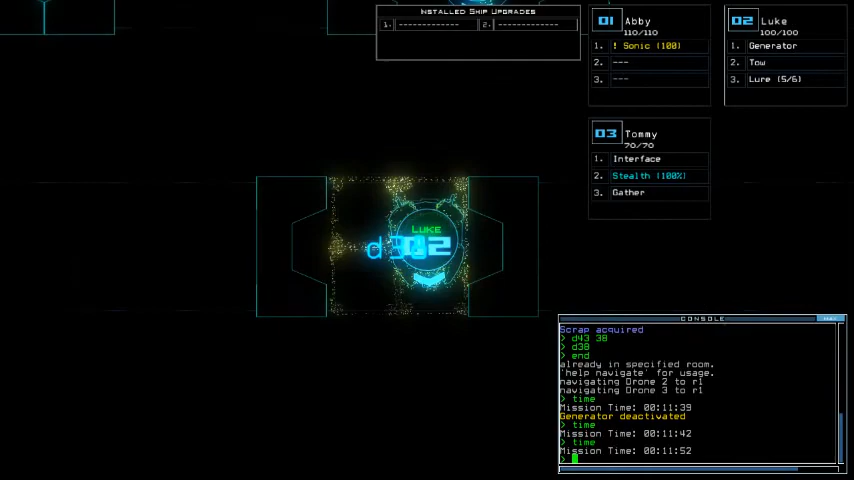 Installed Ship Upgrades
1. ------------- 2. -------------
01 Abby
110/110
1. ! Sonic (100)
2. ---
3. ---
02 Luke
100/100
1. Generator
2. Tow
3. Lure (5/6)
03 Tommy
70/70
1. Interface
2. Stealth (100%)
3. Gather
Luke
02
d38
CONSOLE
Scrap acquired
> d43 38
> d38
> end
already in specified room.
'help navigate' for usage.
navigating Drone 2 to r1
navigating Drone 3 to r1
> time
Mission Time: 00:11:39
Generator deactivated
> time
Mission Time: 00:11:42
> time
Mission Time: 00:11:52
>